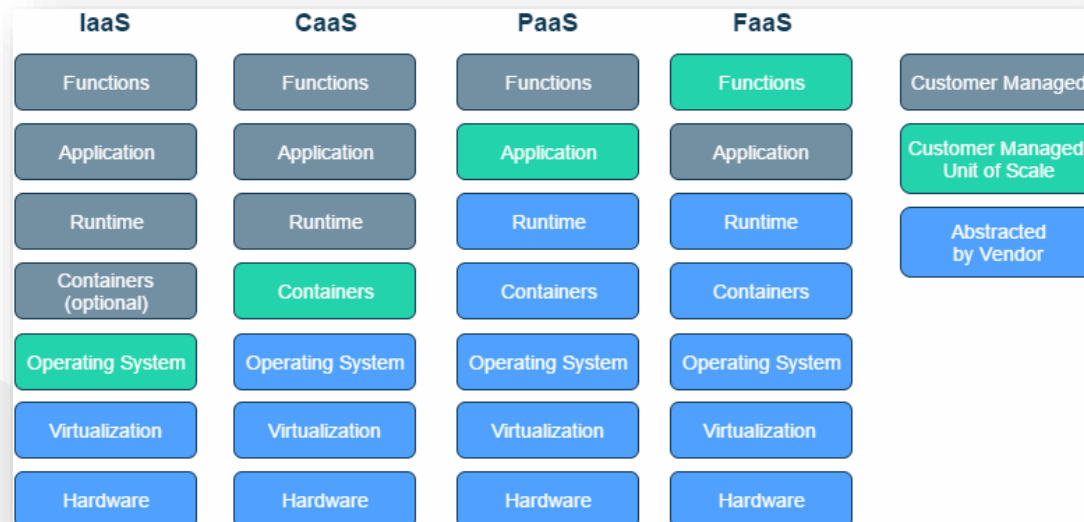 IaaS
CaaS
PaaS
FaaS
Functions
Functions
Functions
Functions
Customer Managed
Application
Application
Application
Application
Customer Managed
Unit of Scale
Runtime
Runtime
Runtime
Runtime
Abstracted
by Vendor
Containers
(optional)
Containers
Containers
Containers
Operating System
Operating System
Operating System
Operating System
Virtualization
Virtualization
Virtualization
Virtualization
Hardware
Hardware
Hardware
Hardware